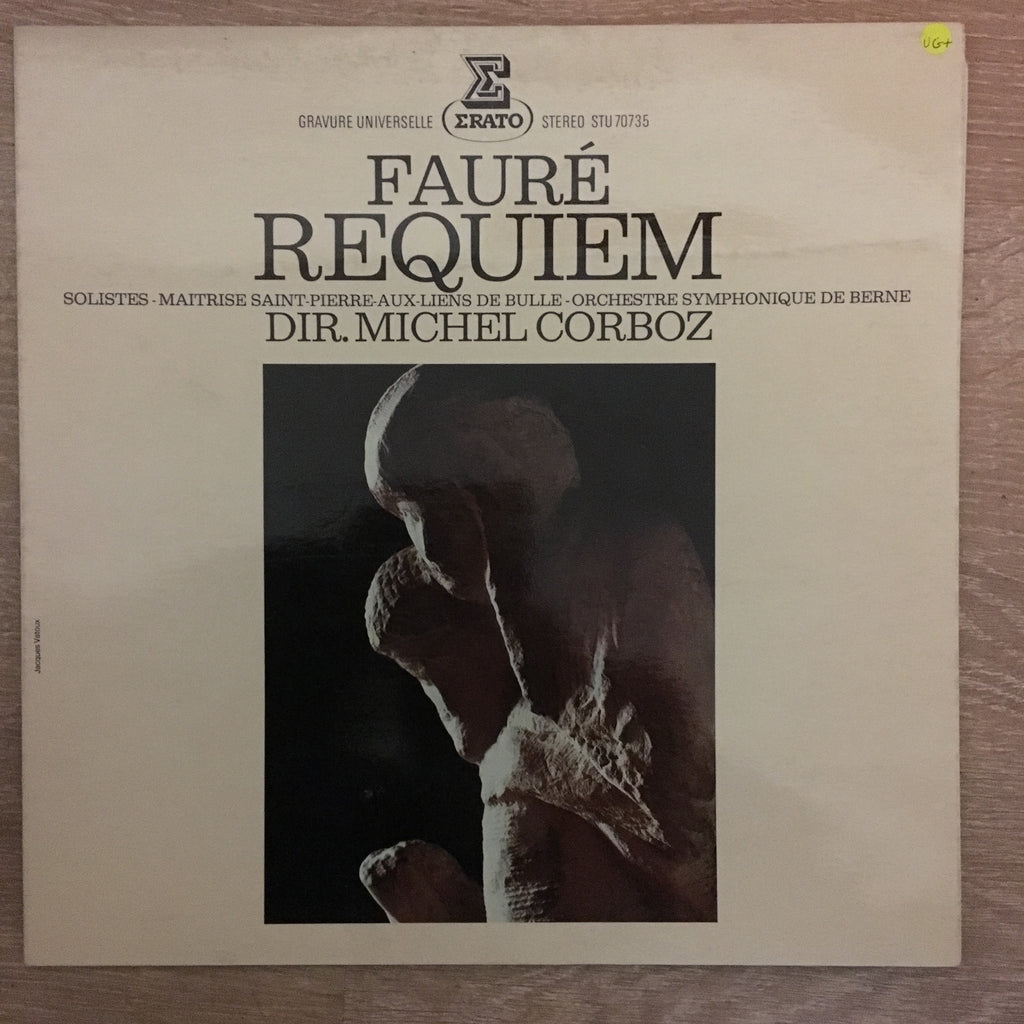 VG+
GRAVURE UNIVERSELLE ΣRATO STEREO STU 70735
FAURÉ
REQUIEM
SOLISTES - MAITRISE SAINT-PIERRE-AUX-LIENS DE BULLE - ORCHESTRE SYMPHONIQUE DE BERNE
DIR. MICHEL CORBOZ